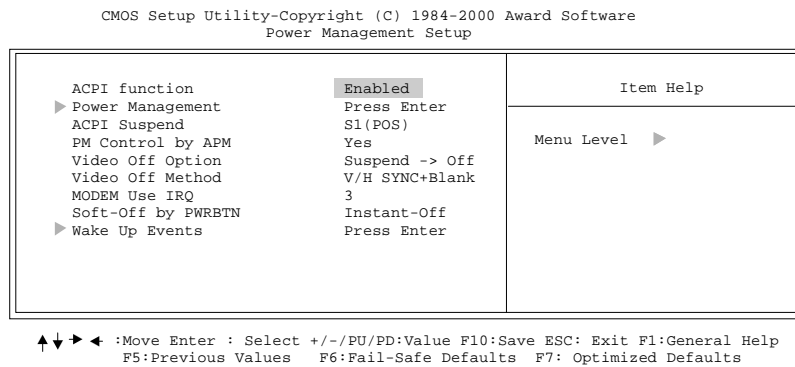 CMOS Setup Utility-Copyright (C) 1984-2000 Award Software
Power Management Setup
ACPI function Enabled
Power Management Press Enter
ACPI Suspend S1(POS)
PM Control by APM Yes
Video Off Option Suspend -> Off
Video Off Method V/H SYNC+Blank
MODEM Use IRQ 3
Soft-Off by PWRBTN Instant-Off
Wake Up Events Press Enter
Item Help
Menu Level
:Move Enter : Select +/-/PU/PD:Value F10:Save ESC: Exit F1:General Help
F5:Previous Values F6:Fail-Safe Defaults F7: Optimized Defaults